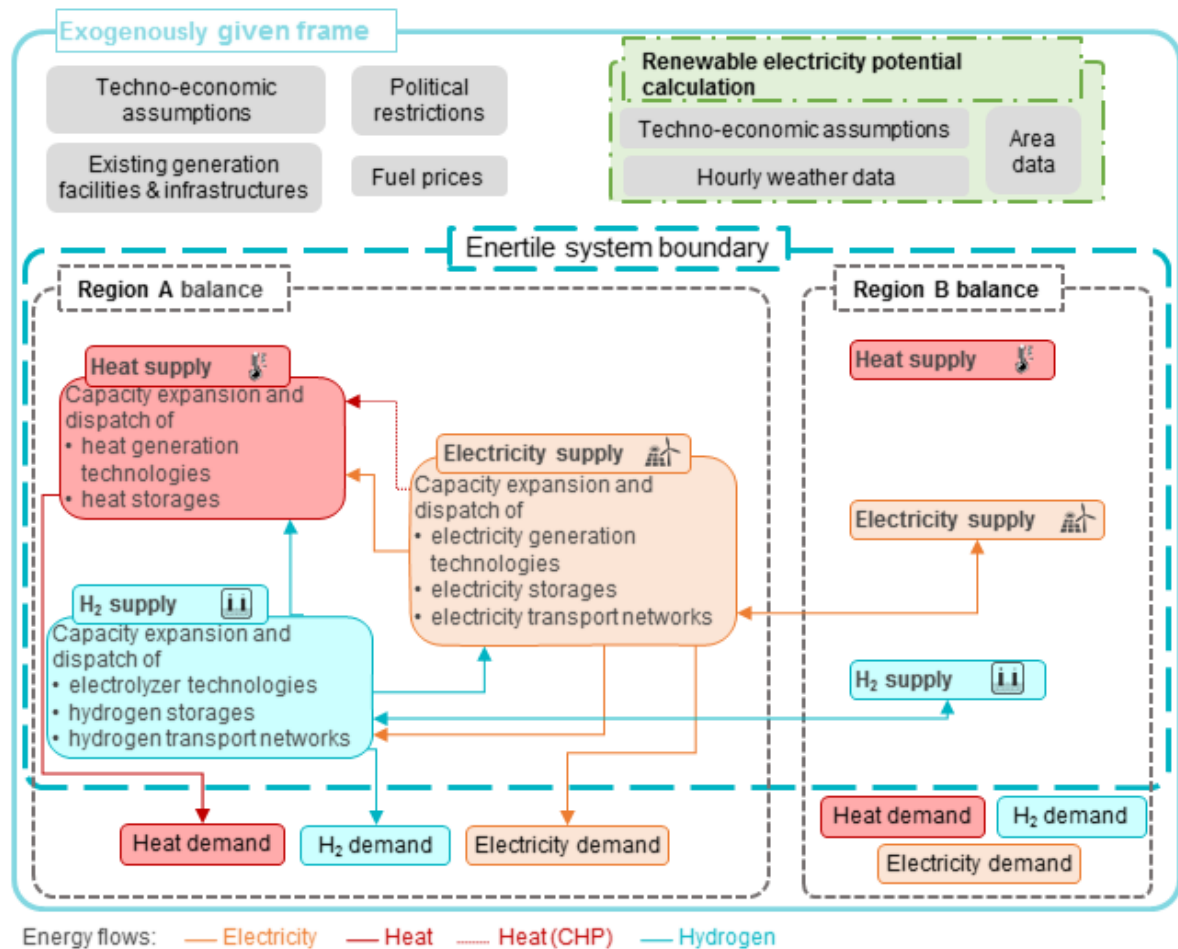 Exogenously given frame
Techno-economic
assumptions
Political
restrictions
Existing generation
facilities & infrastructures
Fuel prices
Renewable electricity potential
calculation
Techno-economic assumptions
Hourly weather data
Area
data
Enertile system boundary
Region A balance
Heat supply
Capacity expansion and
dispatch of
• heat generation
technologies
• heat storages
Electricity supply
Capacity expansion and
dispatch of
• electricity generation
technologies
• electricity storages
• electricity transport networks
H₂ supply
Capacity expansion and
dispatch of
• electrolyzer technologies
• hydrogen storages
• hydrogen transport networks
Heat demand
H₂ demand
Electricity demand
Region B balance
Heat supply
Electricity supply
H₂ supply
Heat demand
H₂ demand
Electricity demand
Energy flows: Electricity Heat Heat (CHP) Hydrogen